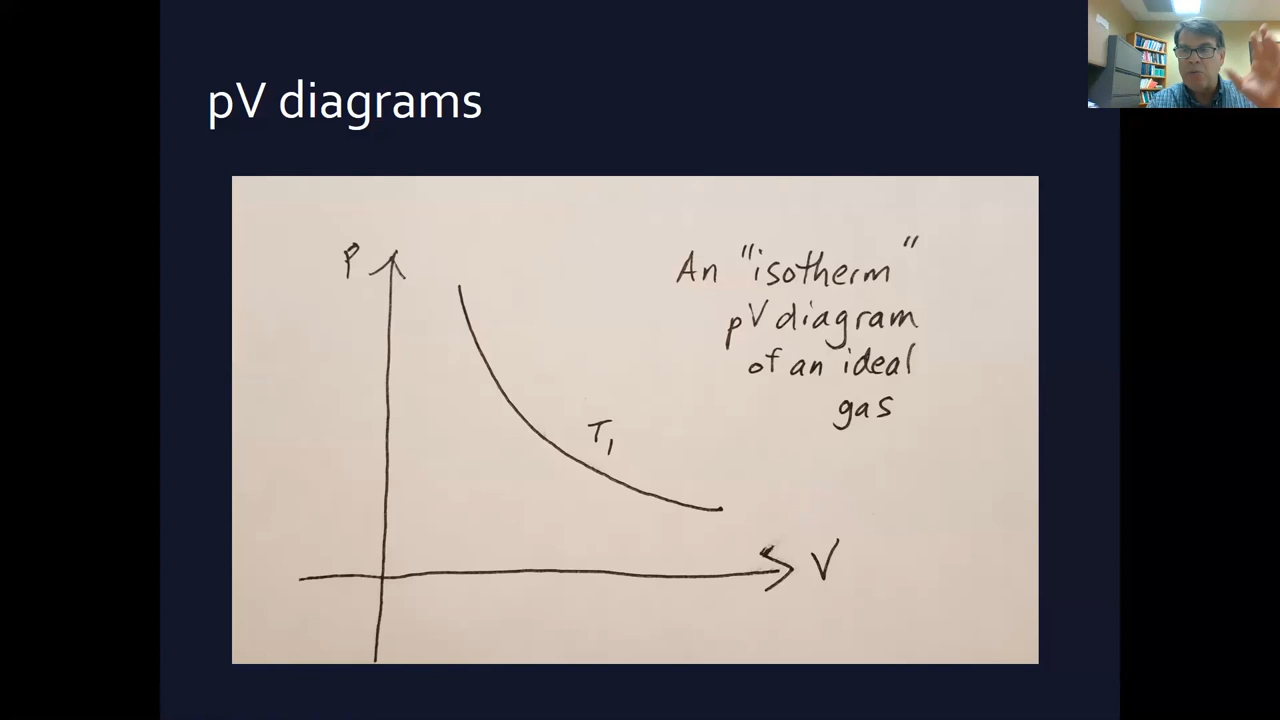 pV diagrams
P
An "isotherm"
pV diagram
of an ideal
gas
T₁
V